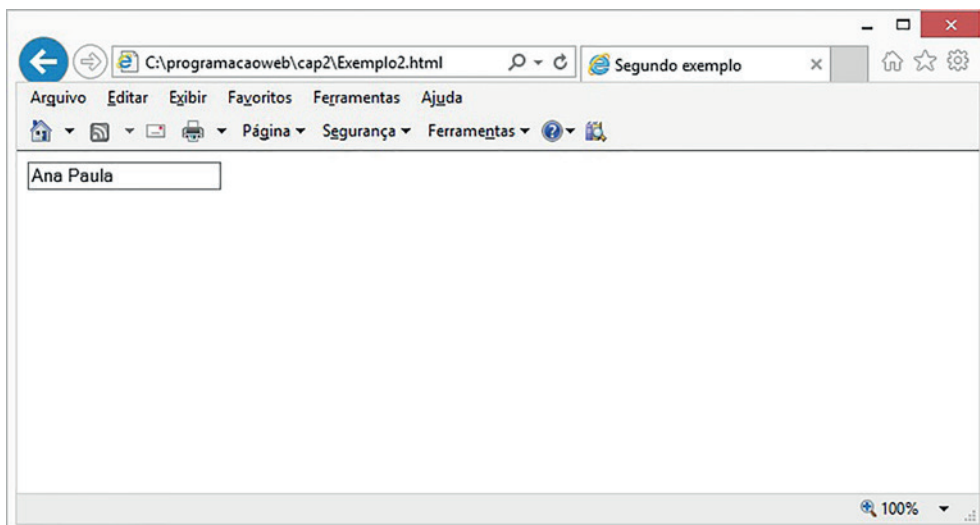 C:\programacaoweb\cap2\Exemplo2.html
Segundo exemplo
Arquivo Editar Exibir Favoritos Ferramentas Ajuda
Página Segurança Ferramentas
Ana Paula
100%